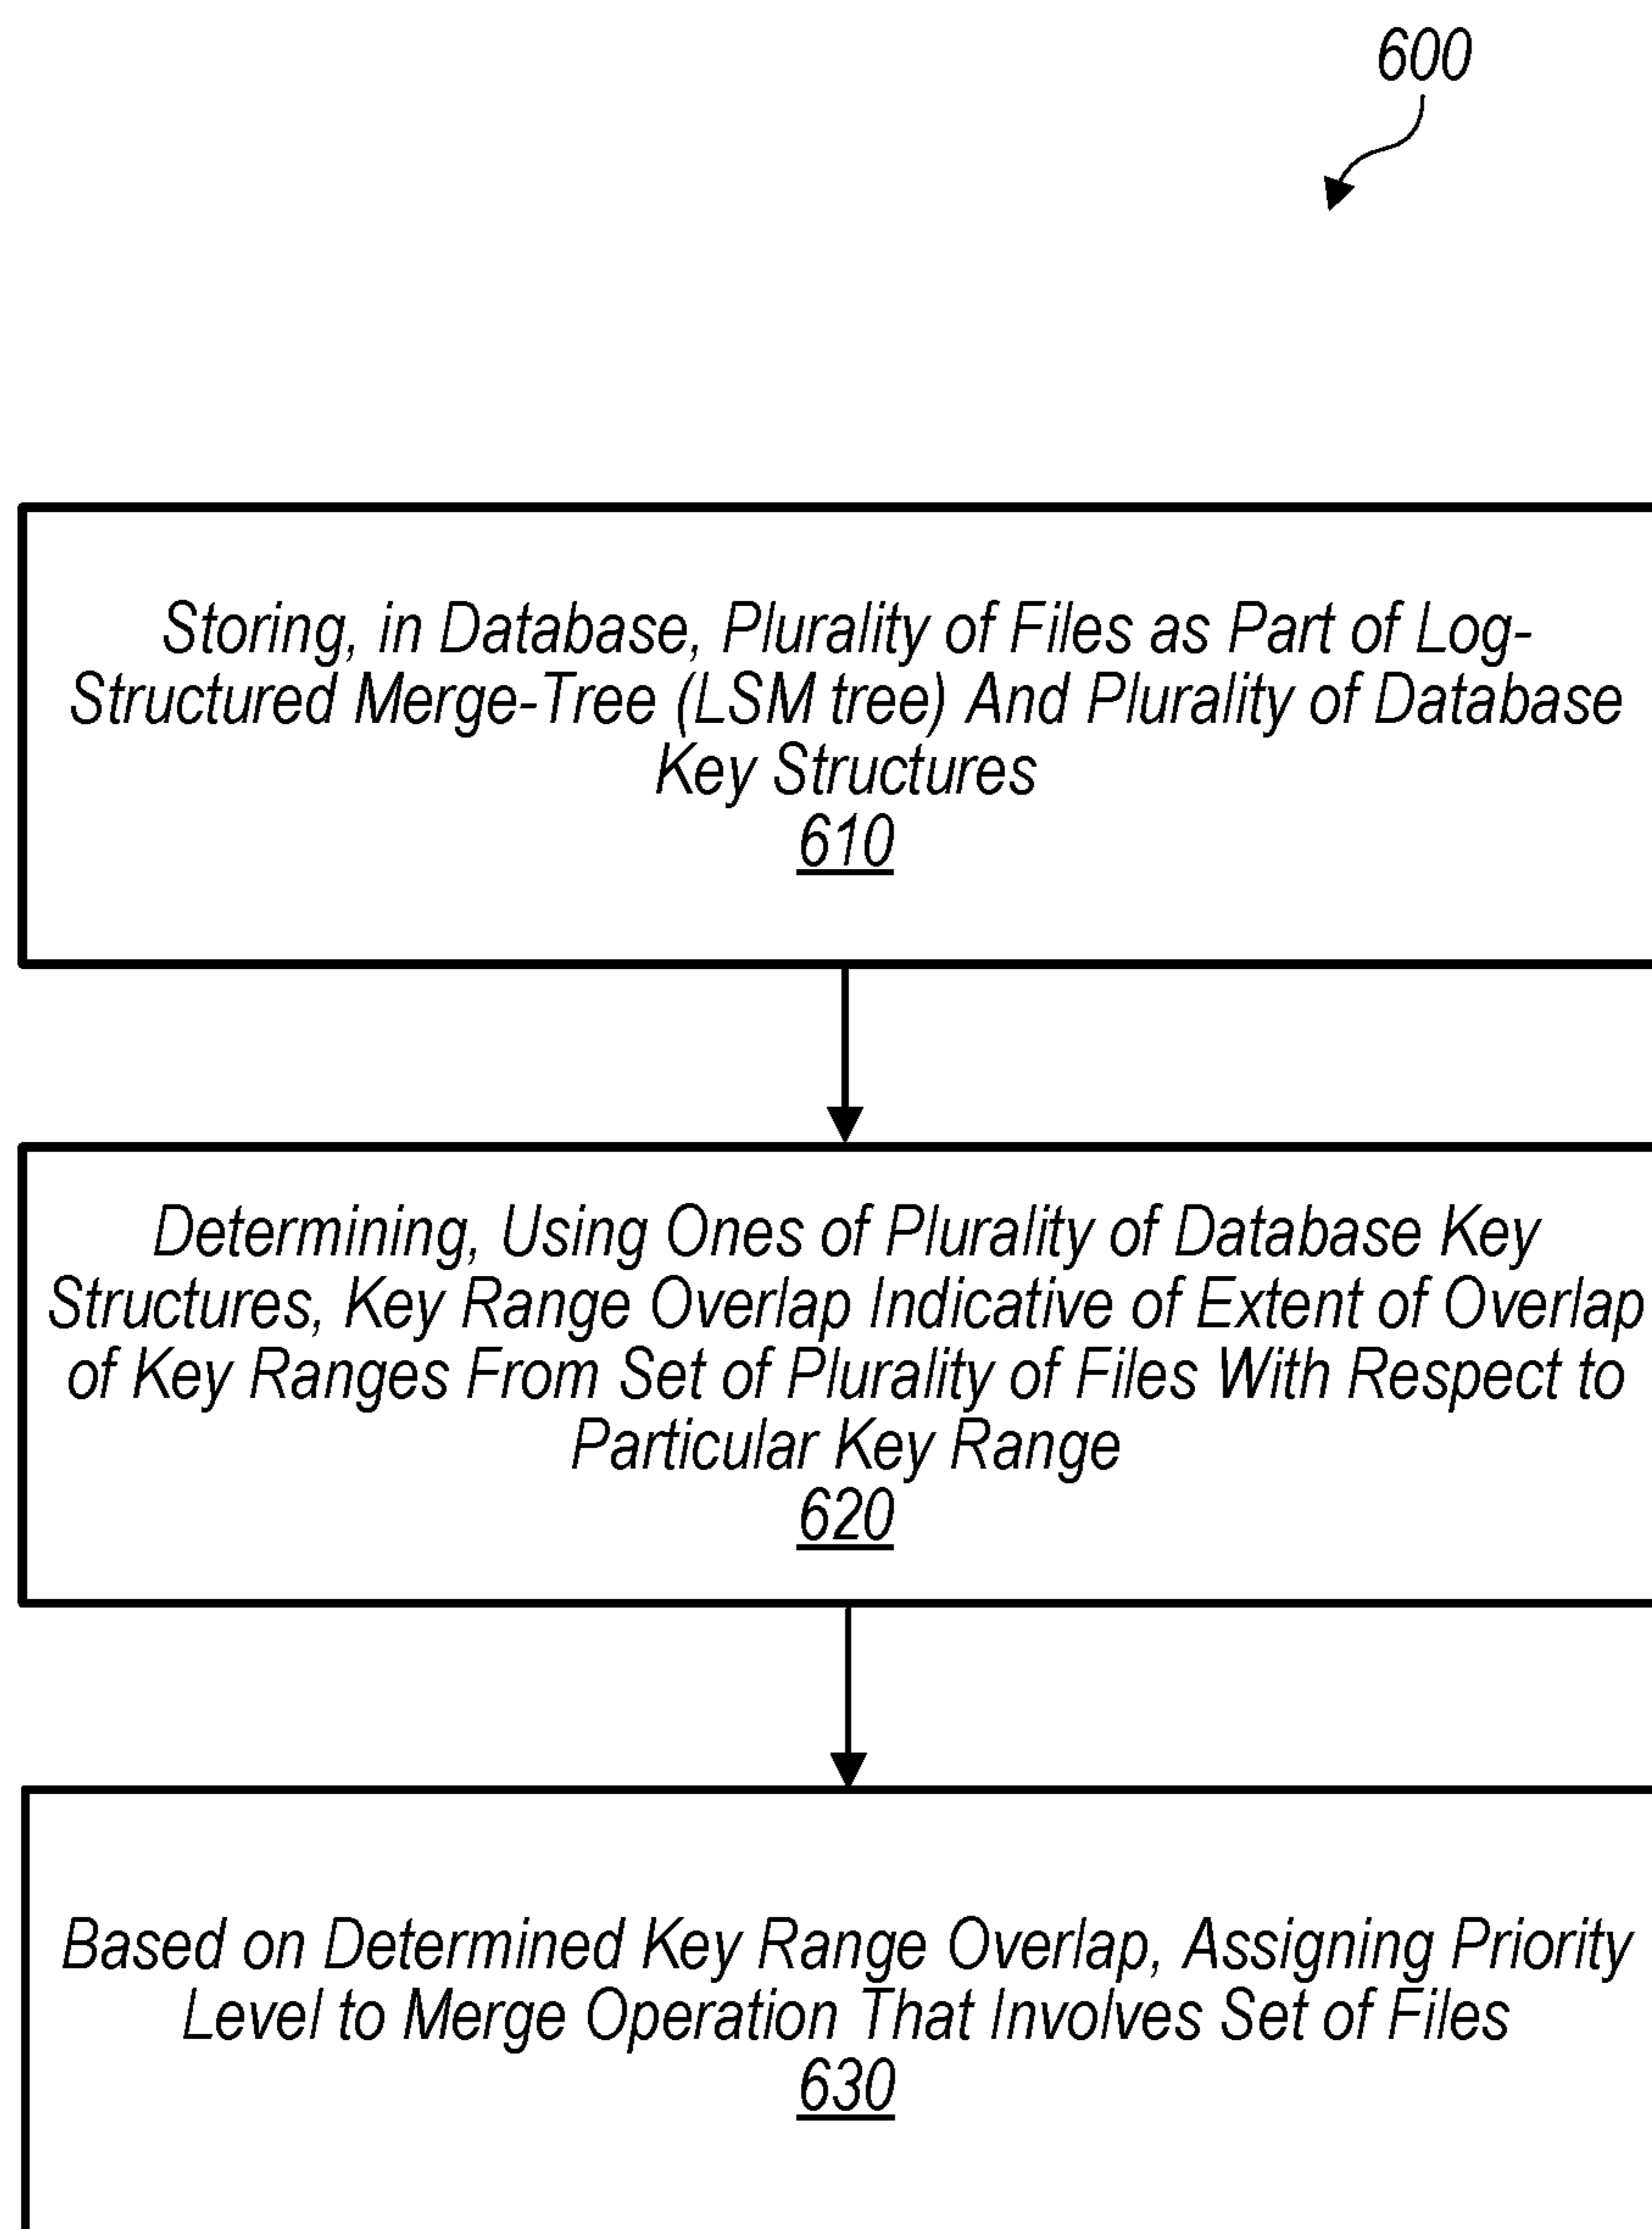 600
Storing, in Database, Plurality of Files as Part of Log-
Structured Merge-Tree (LSM tree) And Plurality of Database
Key Structures
610
Determining, Using Ones of Plurality of Database Key
Structures, Key Range Overlap Indicative of Extent of Overlap
of Key Ranges From Set of Plurality of Files With Respect to
Particular Key Range
620
Based on Determined Key Range Overlap, Assigning Priority
Level to Merge Operation That Involves Set of Files
630